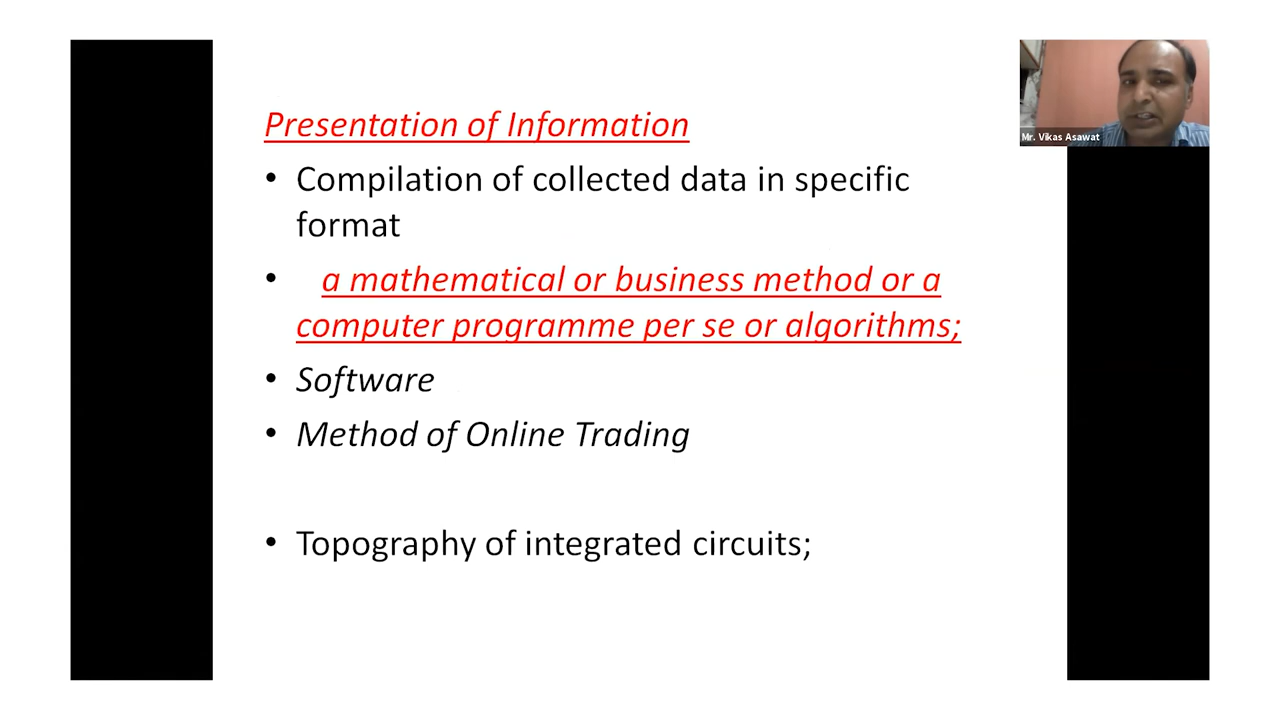 Presentation of Information
• Compilation of collected data in specific
format
• a mathematical or business method or a
computer programme per se or algorithms;
• Software
• Method of Online Trading
• Topography of integrated circuits;
Mr. Vikas Asawat